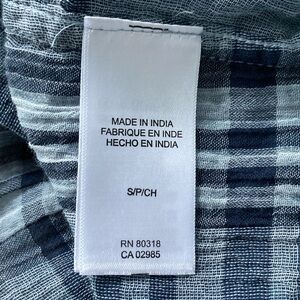 MADE IN INDIA
FABRIQUE EN INDE
HECHO EN INDIA
S/P/CH
RN 80318
CA 02985